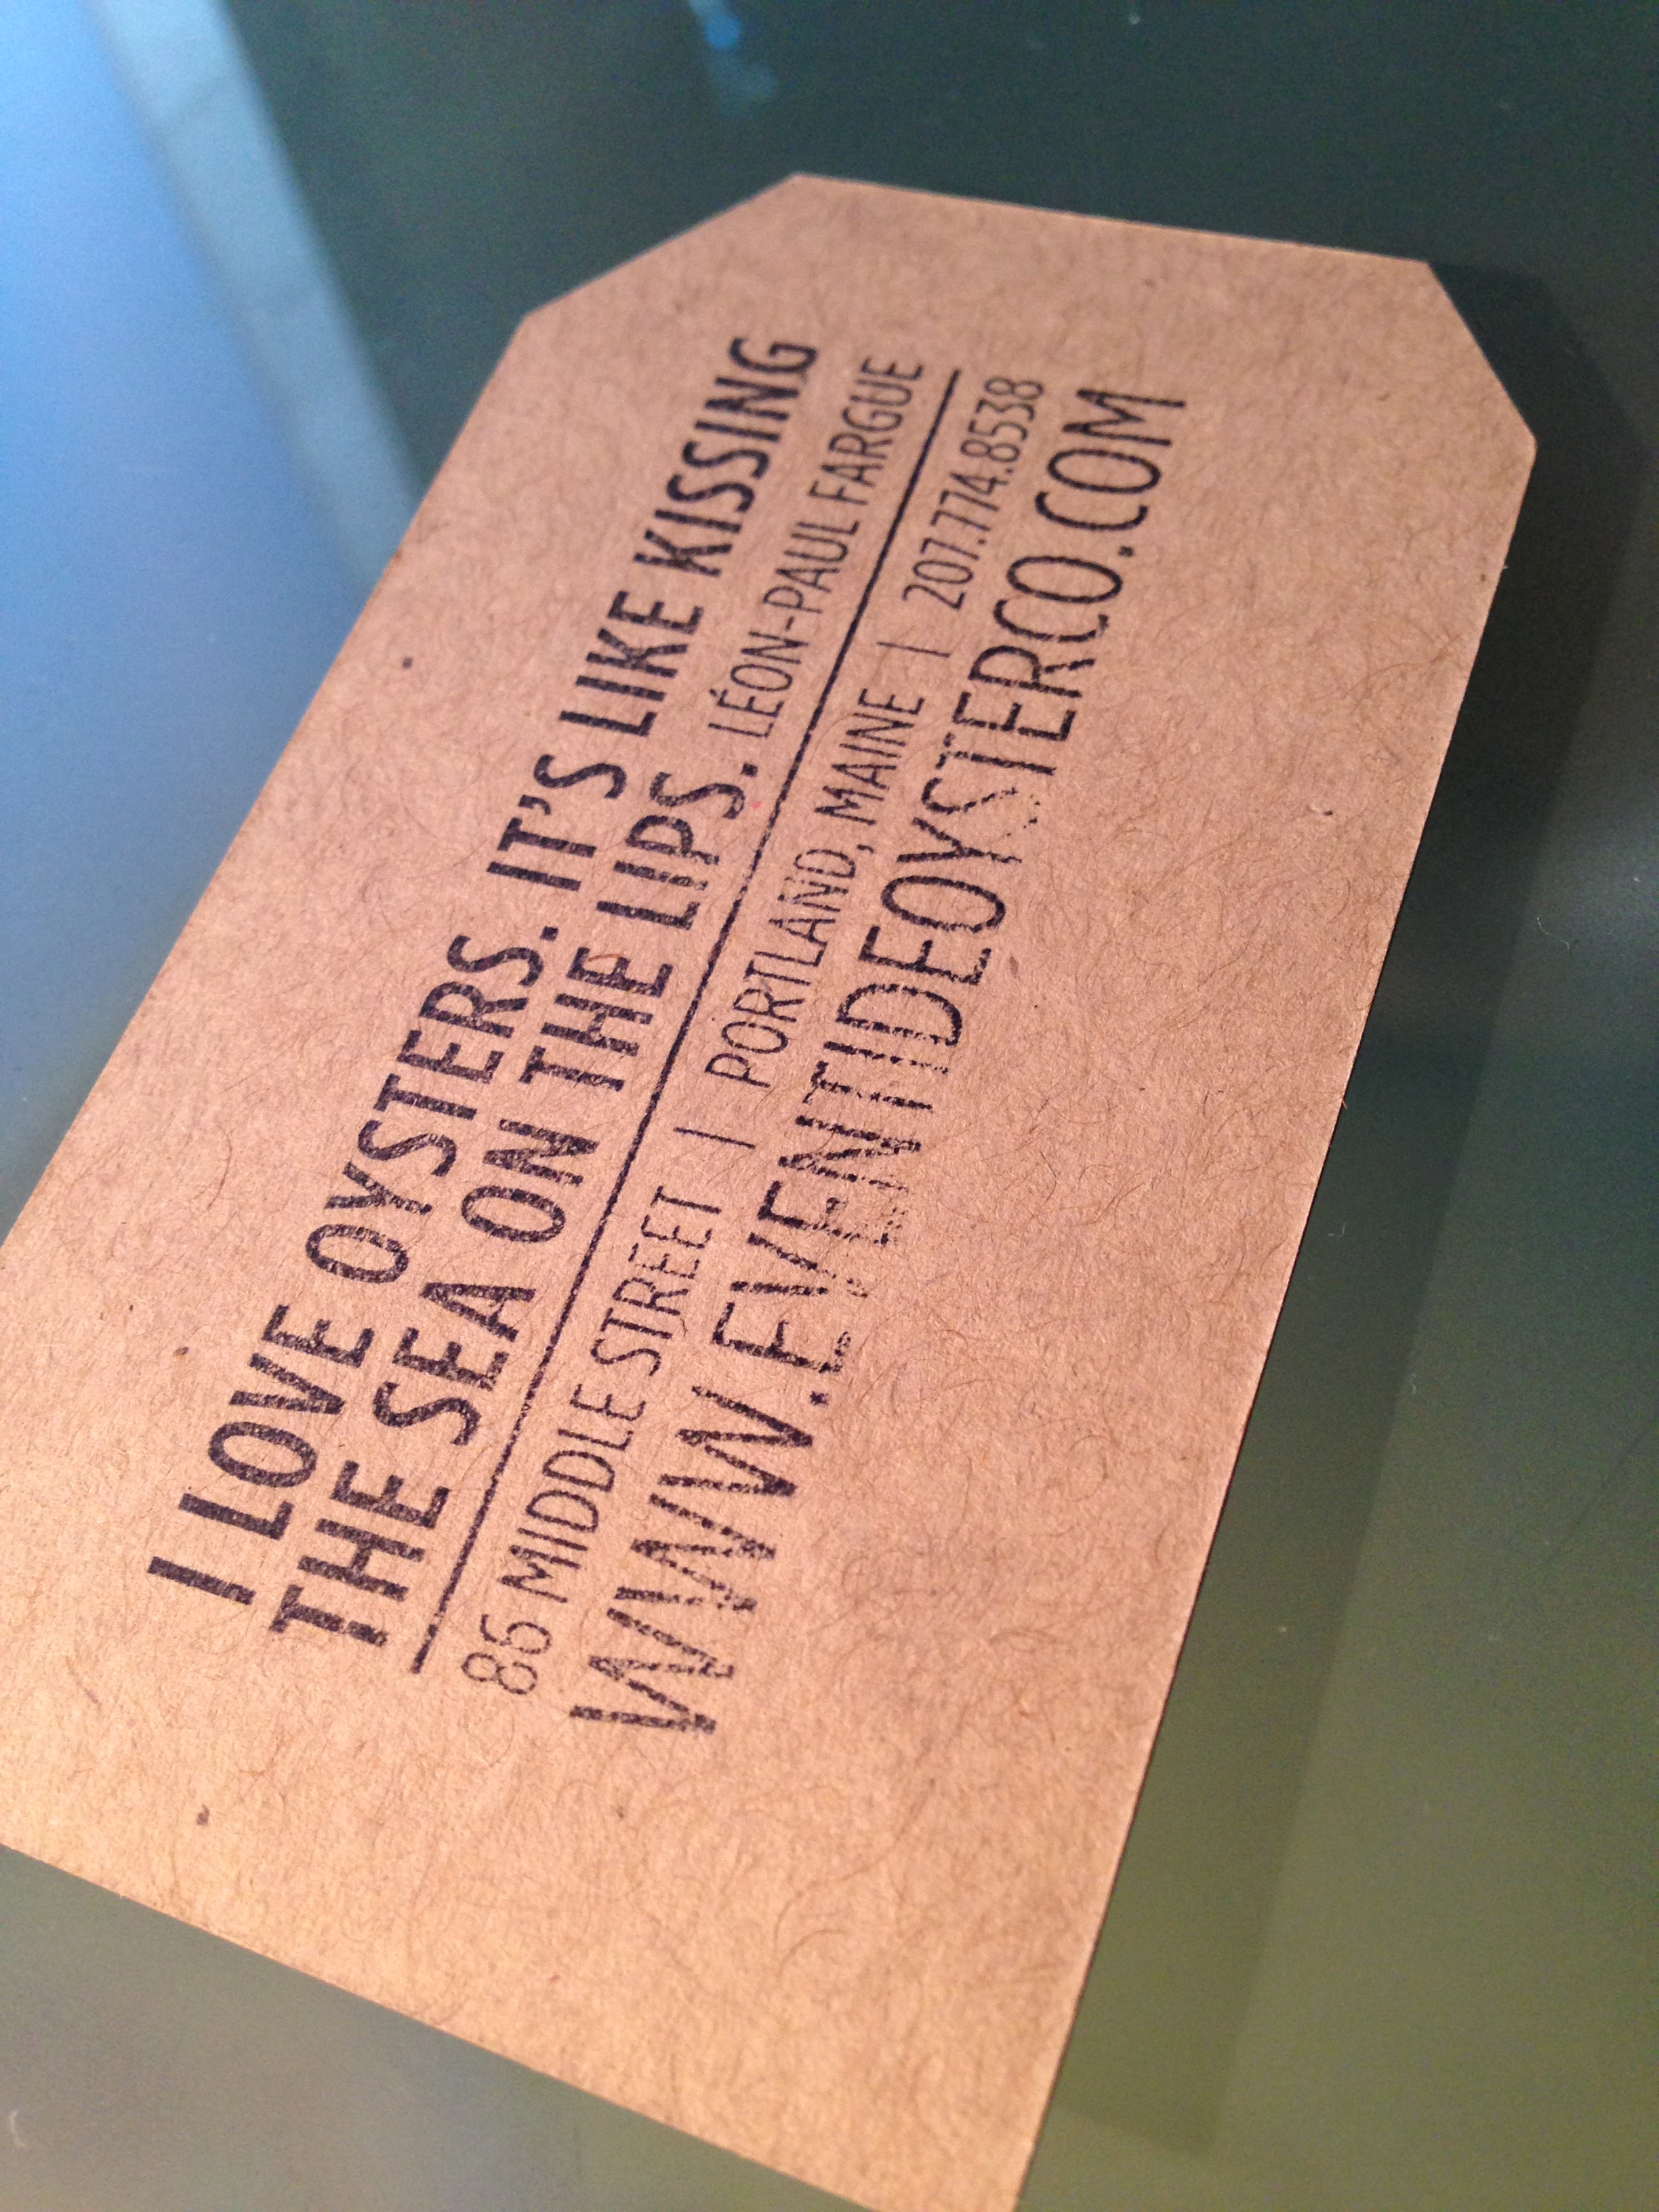 I LOVE OYSTERS. IT'S LIKE KISSING
THE SEA ON THE LIPS. LÉON-PAUL FARGUE
86 MIDDLE STREET | PORTLAND, MAINE | 207.774.8538
WWW.EVENTIDEOYSTERCO.COM